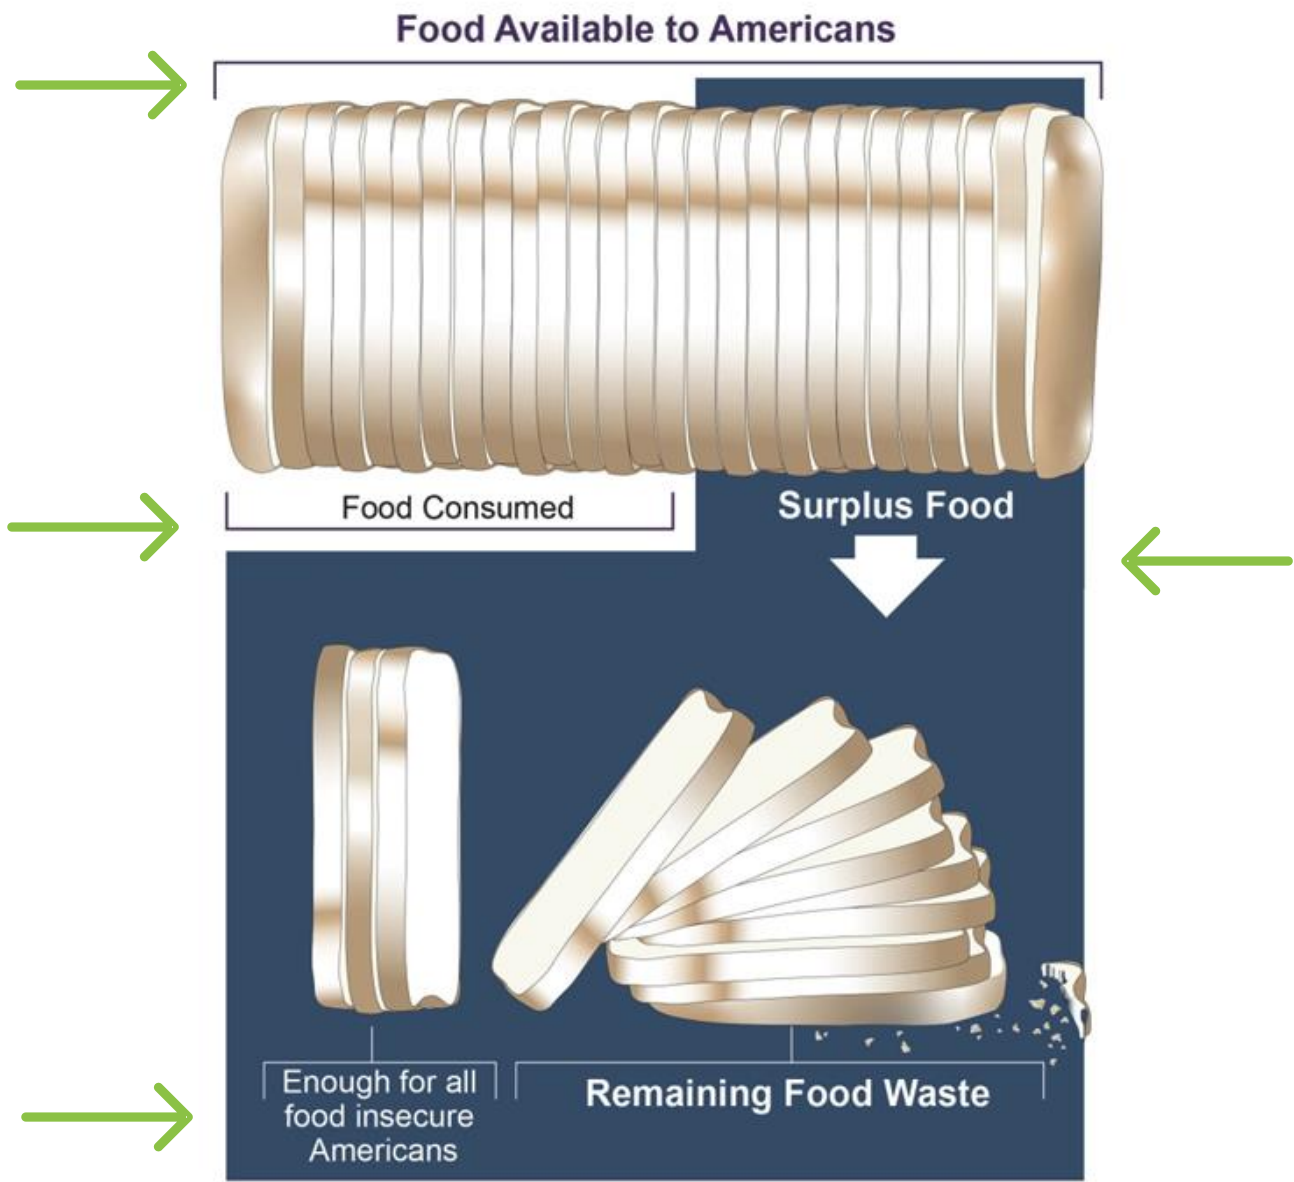 Food Available to Americans
Food Consumed
Surplus Food
Enough for all
food insecure
Americans
Remaining Food Waste